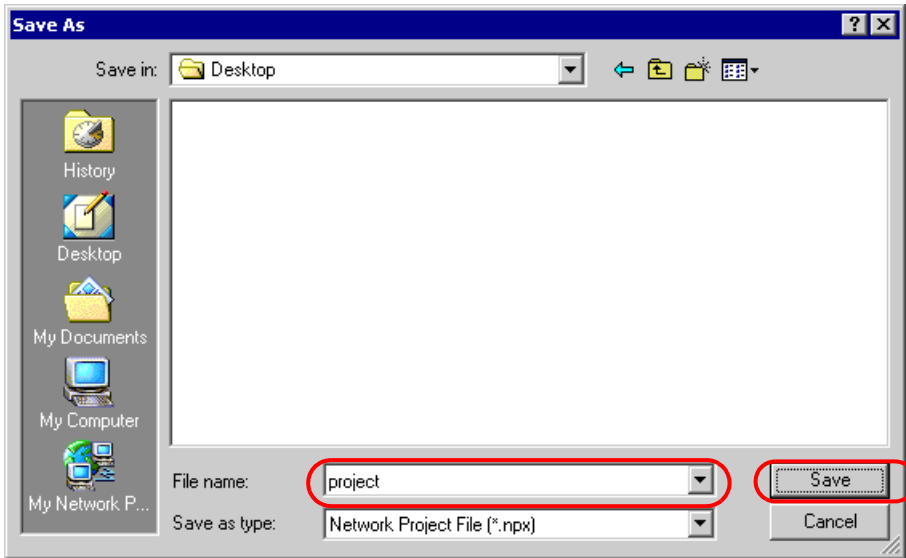 Save As
Save in: Desktop
History
Desktop
My Documents
My Computer
My Network P...
File name: project Save
Save as type: Network Project File (*.npx) Cancel